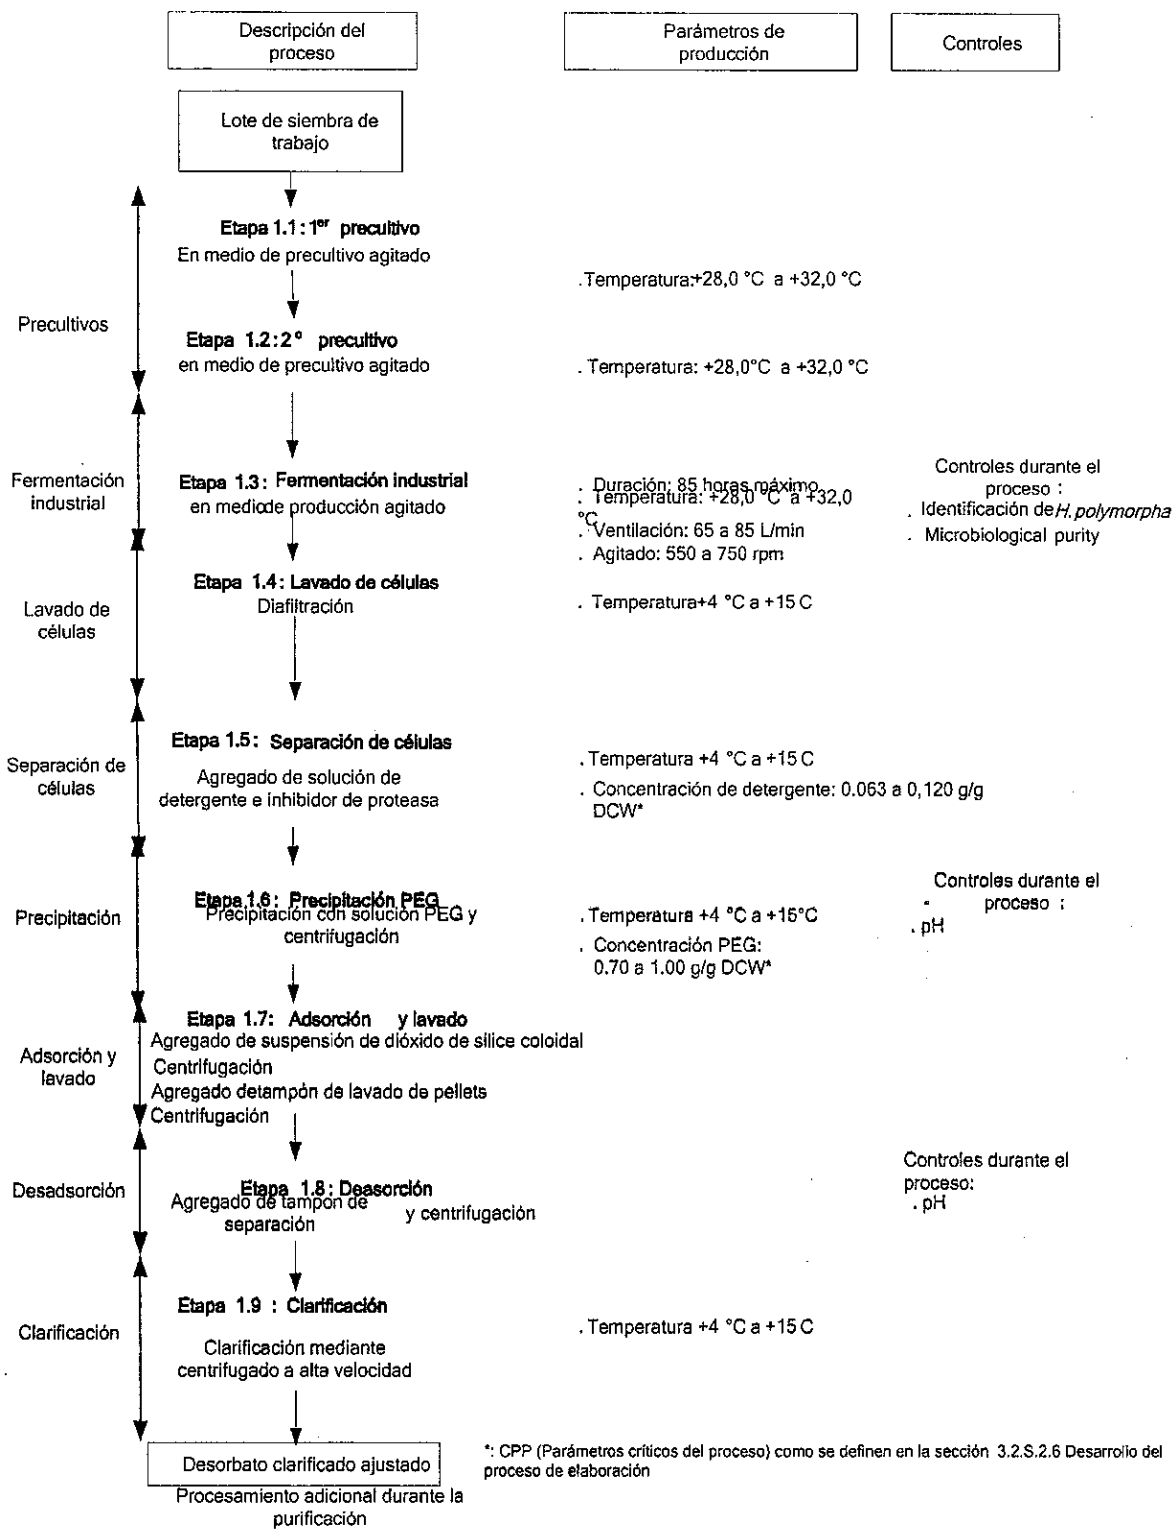 Descripción del
proceso
Parámetros de
producción
Controles
Lote de siembra de
trabajo
Precultivos
Etapa 1.1: 1er precultivo
En medio de precultivo agitado
. Temperatura:+28,0 °C a +32,0 °C
Etapa 1.2: 2° precultivo
en medio de precultivo agitado
. Temperatura: +28,0°C a +32,0 °C
Fermentación
industrial
Etapa 1.3: Fermentación industrial
en mediode producción agitado
. Duración: 85 horas máximo
. Temperatura: +28,0 °C a +32,0
°C
. Ventilación: 65 a 85 L/min
. Agitado: 550 a 750 rpm
Controles durante el
proceso :
. Identificación de H. polymorpha
. Microbiological purity
Lavado de
células
Etapa 1.4: Lavado de células
Diafiltración
. Temperatura+4 °C a +15 C
Separación de
células
Etapa 1.5: Separación de células
Agregado de solución de
detergente e inhibidor de proteasa
. Temperatura +4 °C a +15 C
. Concentración de detergente: 0.063 a 0,120 g/g
DCW*
Precipitación
Etapa 1.6: Precipitación PEG
Precipitación con solución PEG y
centrifugación
. Temperatura +4 °C a +15°C
. Concentración PEG:
0.70 a 1.00 g/g DCW*
Controles durante el
proceso :
. pH
Adsorción y
lavado
Etapa 1.7: Adsorción y lavado
Agregado de suspensión de dióxido de sílice coloidal
Centrifugación
Agregado detampón de lavado de pellets
Centrifugación
Desadsorción
Etapa 1.8: Deasorción
Agregado de tampón de
separación
y centrifugación
Controles durante el
proceso:
. pH
Clarificación
Etapa 1.9 : Clarificación
Clarificación mediante
centrifugado a alta velocidad
. Temperatura +4 °C a +15 C
Desorbato clarificado ajustado
Procesamiento adicional durante la
purificación
*: CPP (Parámetros críticos del proceso) como se definen en la sección 3.2.S.2.6 Desarrollo del
proceso de elaboración